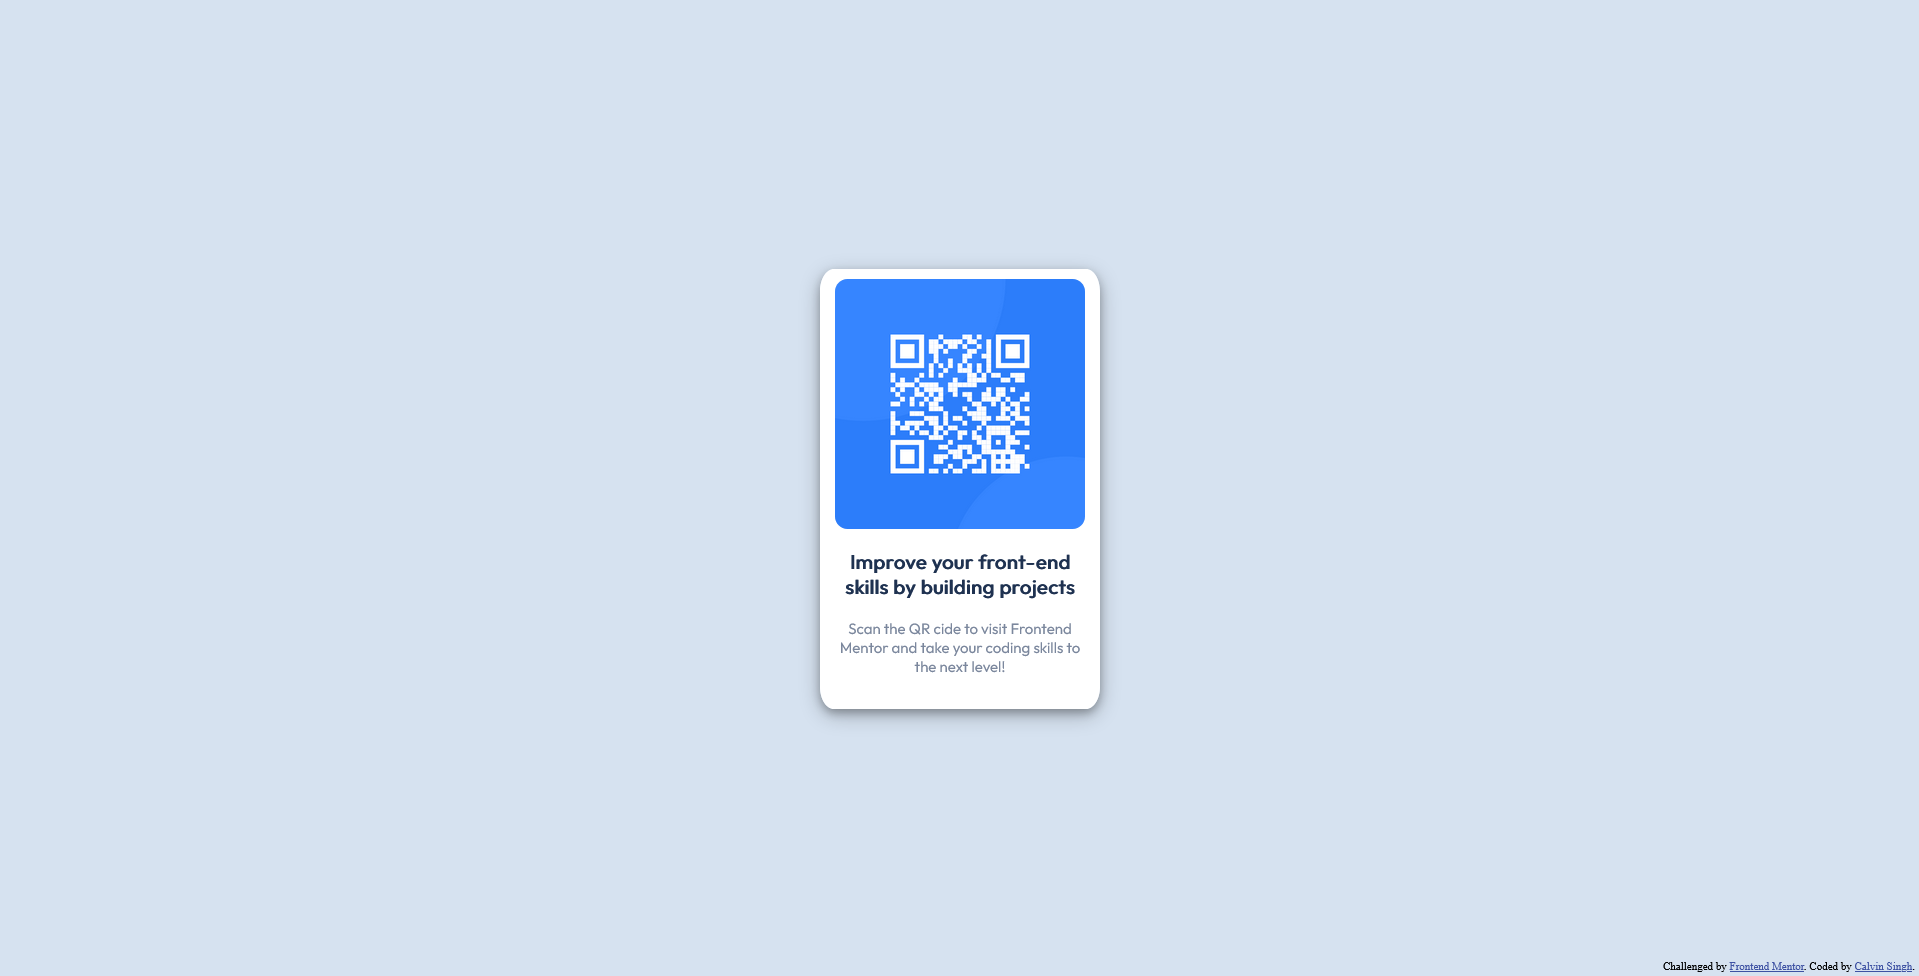 Improve your front-end
skills by building projects
Scan the QR cide to visit Frontend
Mentor and take your coding skills to
the next level!
Challenged by Frontend Mentor. Coded by Calvin Singh.